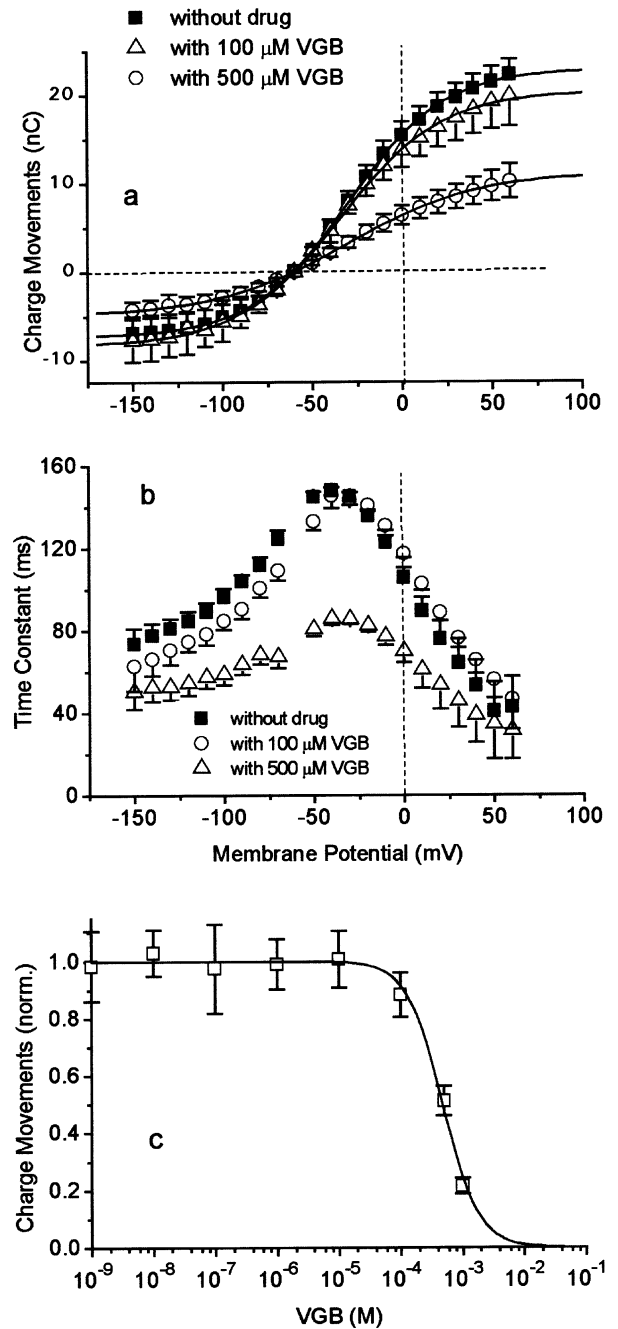 without drug
with 100 μM VGB
with 500 μM VGB
a
Charge Movements (nC)
20
10
0
-10
-150 -100 -50 0 50 100
b
Time Constant (ms)
160
120
80
40
0
without drug
with 100 μM VGB
with 500 μM VGB
-150 -100 -50 0 50 100
Membrane Potential (mV)
c
Charge Movements (norm.)
1.0
0.8
0.6
0.4
0.2
0.0
10⁻⁹ 10⁻⁸ 10⁻⁷ 10⁻⁶ 10⁻⁵ 10⁻⁴ 10⁻³ 10⁻² 10⁻¹
VGB (M)